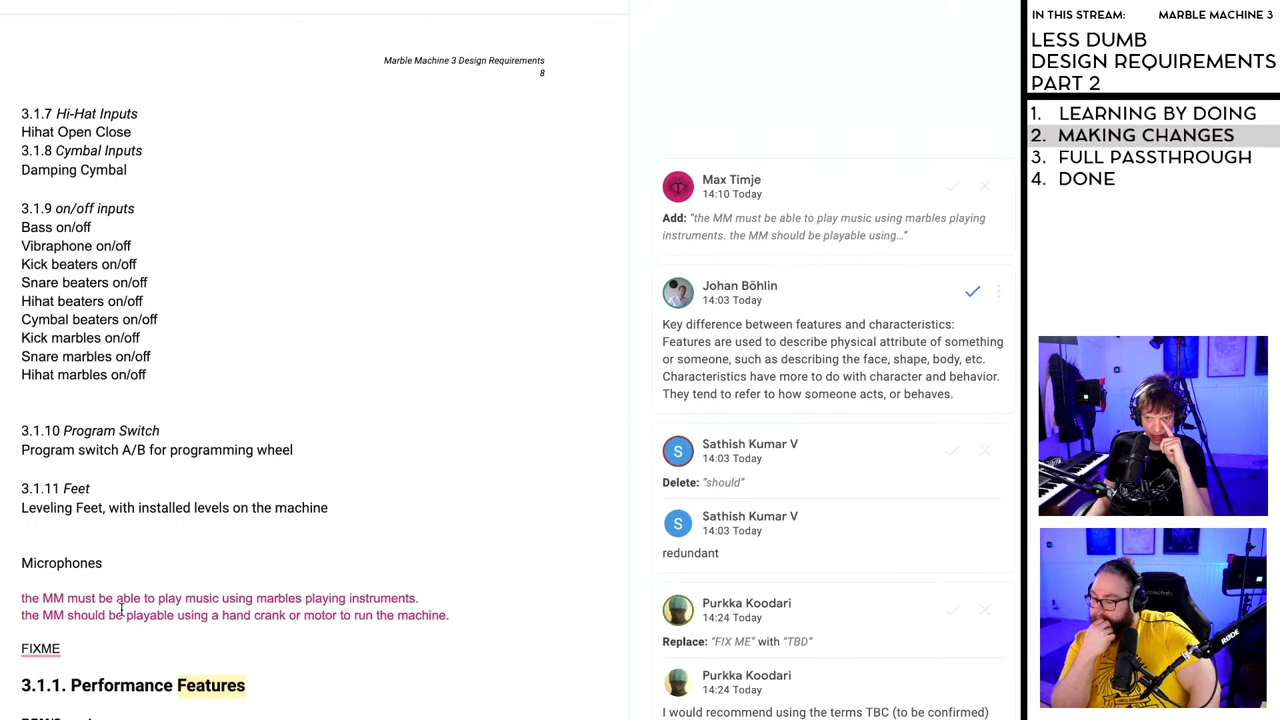 Marble Machine 3 Design Requirements
8
3.1.7 Hi-Hat Inputs
Hihat Open Close
3.1.8 Cymbal Inputs
Damping Cymbal
3.1.9 on/off inputs
Bass on/off
Vibraphone on/off
Kick beaters on/off
Snare beaters on/off
Hihat beaters on/off
Cymbal beaters on/off
Kick marbles on/off
Snare marbles on/off
Hihat marbles on/off
3.1.10 Program Switch
Program switch A/B for programming wheel
3.1.11 Feet
Leveling Feet, with installed levels on the machine
Microphones
the MM must be able to play music using marbles playing instruments.
the MM should be playable using a hand crank or motor to run the machine.
FIXME
3.1.1. Performance Features
Max Timje
14:10 Today
Add: "the MM must be able to play music using marbles playing
instruments. the MM should be playable using…"
Johan Böhlin
14:03 Today
Key difference between features and characteristics:
Features are used to describe physical attribute of something
or someone, such as describing the face, shape, body, etc.
Characteristics have more to do with character and behavior.
They tend to refer to how someone acts, or behaves.
S
Sathish Kumar V
14:03 Today
Delete: "should"
S
Sathish Kumar V
14:03 Today
redundant
Purkka Koodari
14:24 Today
Replace: "FIX ME" with "TBD"
Purkka Koodari
14:24 Today
I would recommend using the terms TBC (to be confirmed)
IN THIS STREAM: MARBLE MACHINE 3
LESS DUMB
DESIGN REQUIREMENTS
PART 2
1. LEARNING BY DOING
2. MAKING CHANGES
3. FULL PASSTHROUGH
4. DONE
RØDE